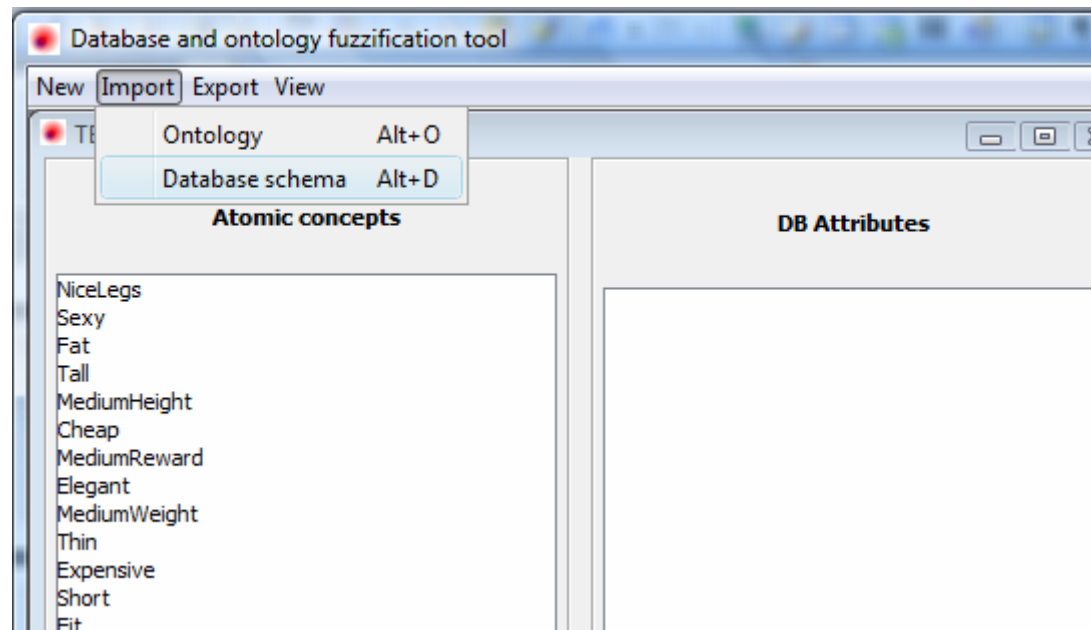 Database and ontology fuzzification tool
New Import Export View
Ontology Alt+O
Database schema Alt+D
Atomic concepts
DB Attributes
NiceLegs
Sexy
Fat
Tall
MediumHeight
Cheap
MediumReward
Elegant
MediumWeight
Thin
Expensive
Short
Fit